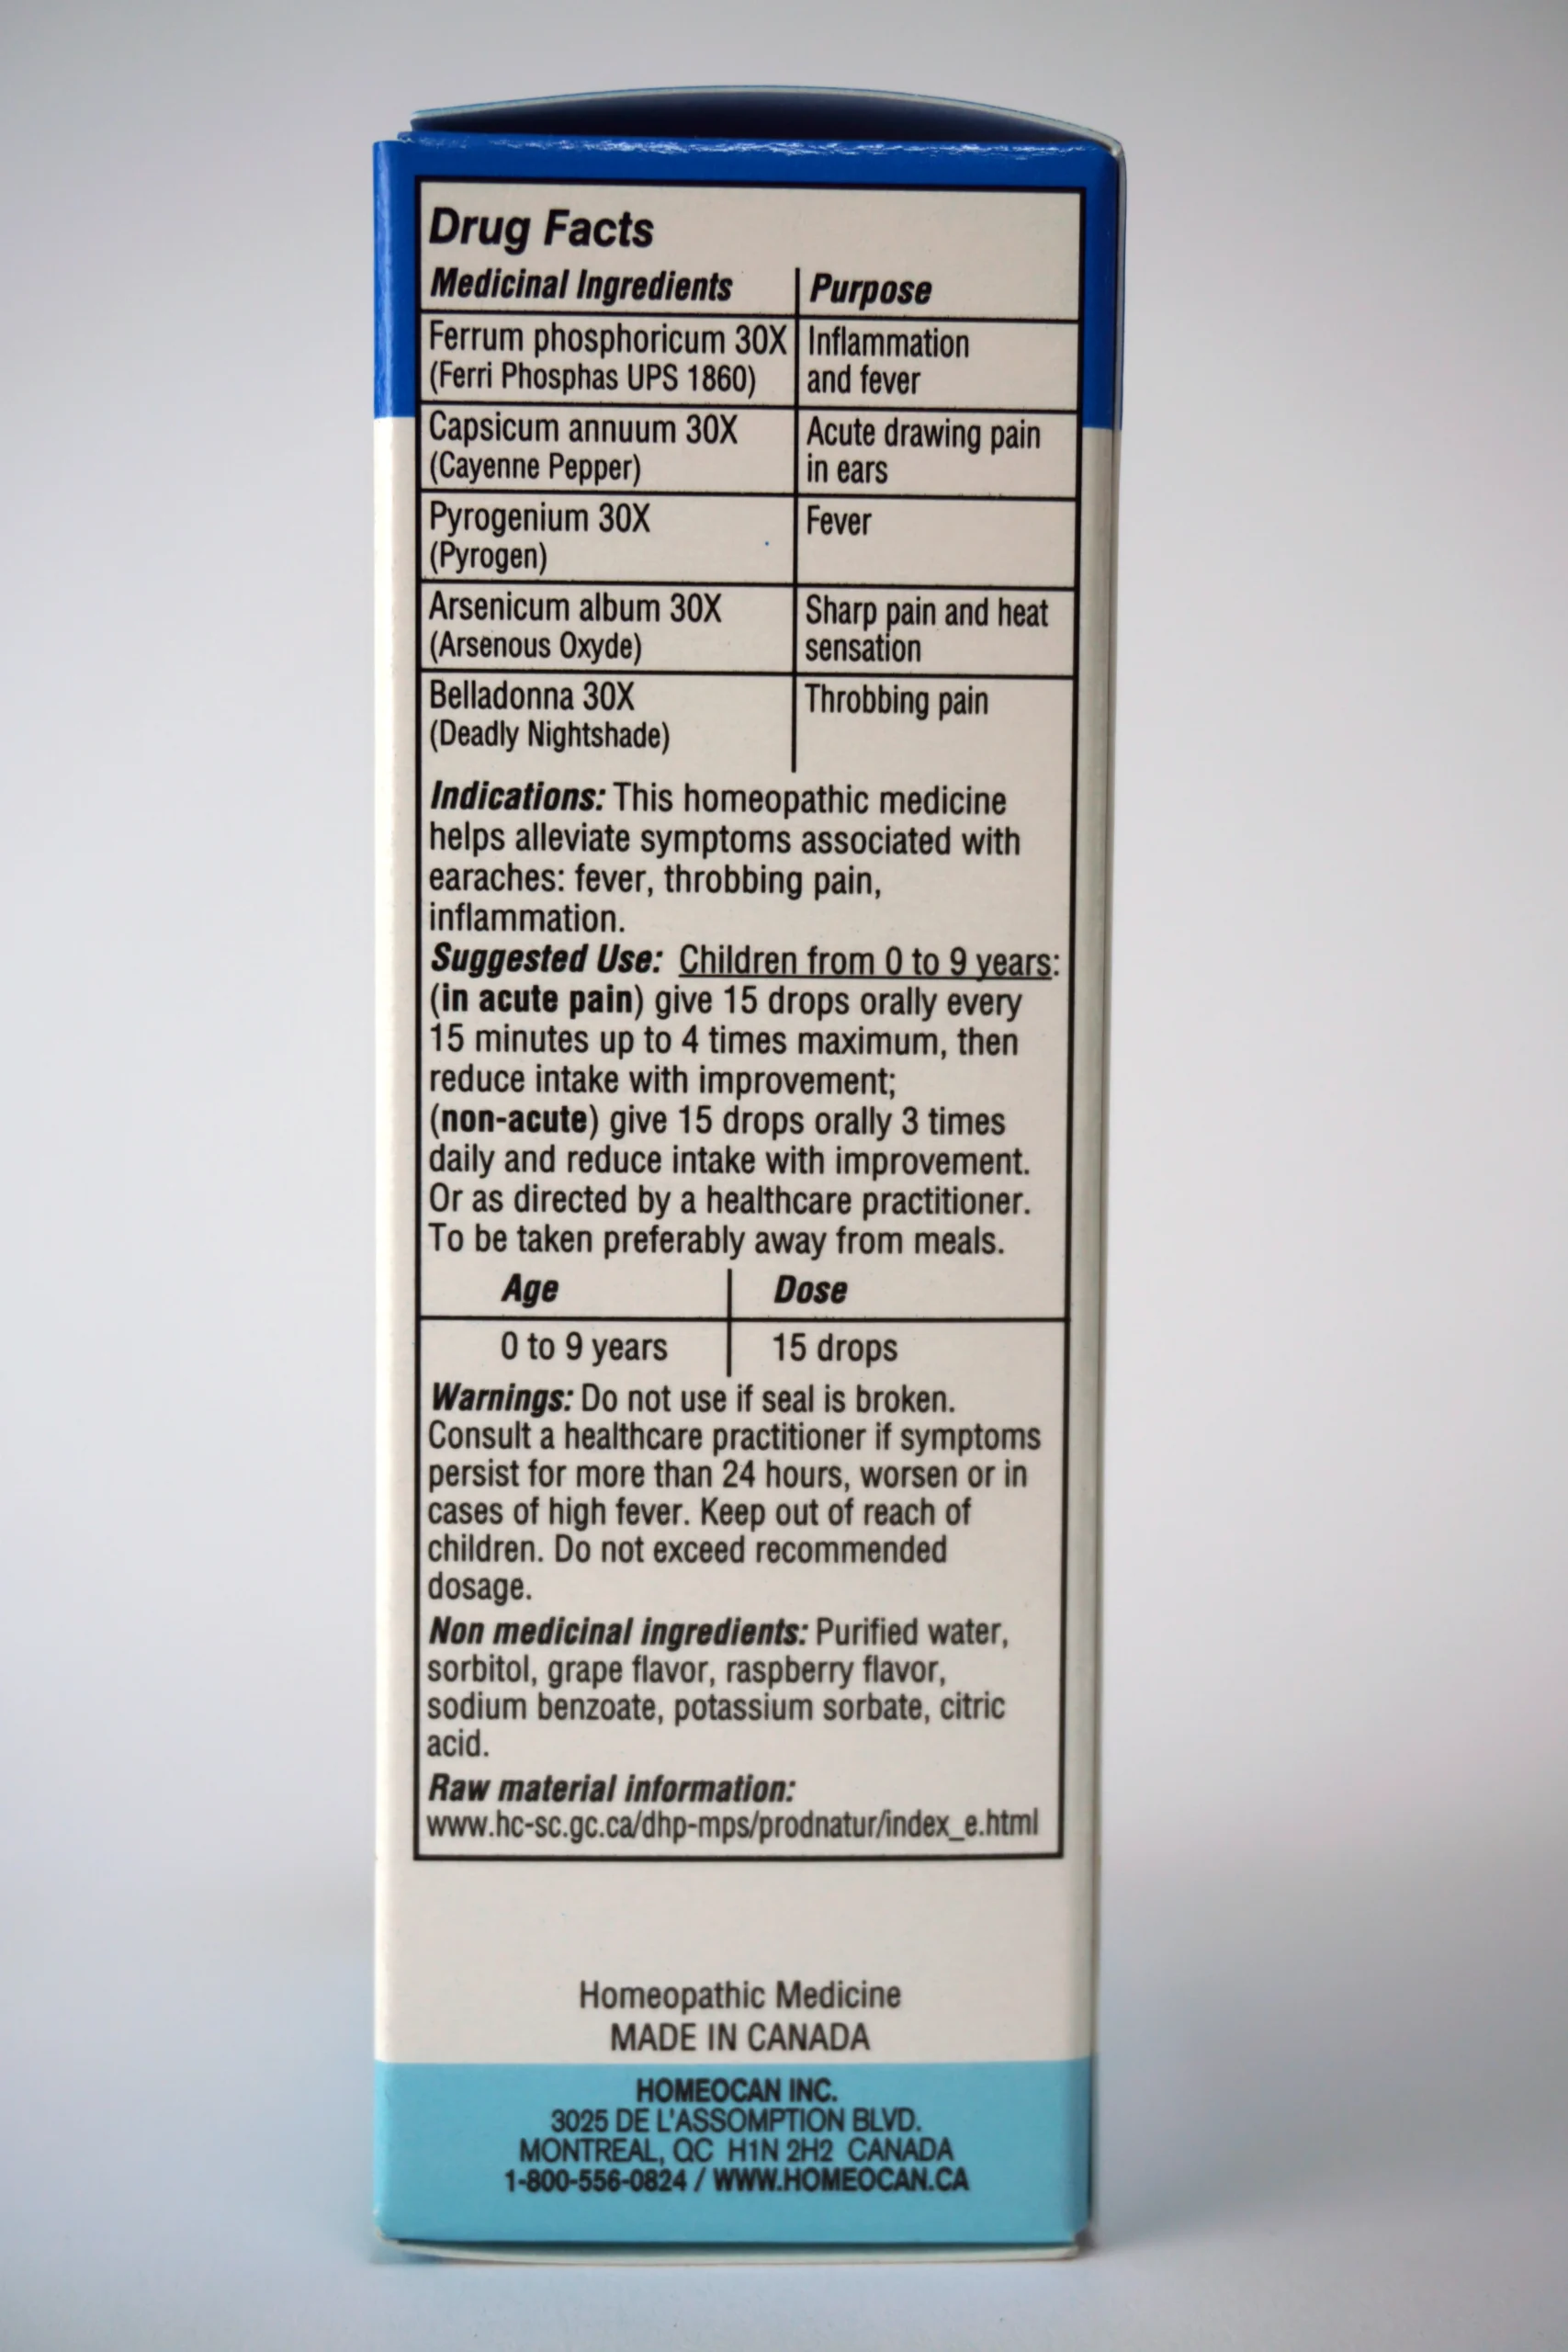 Drug Facts
Medicinal Ingredients Purpose
Ferrum phosphoricum 30X Inflammation
(Ferri Phosphas UPS 1860) and fever
Capsicum annuum 30X Acute drawing pain
(Cayenne Pepper) in ears
Pyrogenium 30X Fever
(Pyrogen)
Arsenicum album 30X Sharp pain and heat
(Arsenous Oxyde) sensation
Belladonna 30X Throbbing pain
(Deadly Nightshade)
Indications: This homeopathic medicine
helps alleviate symptoms associated with
earaches: fever, throbbing pain,
inflammation.
Suggested Use: Children from 0 to 9 years:
(in acute pain) give 15 drops orally every
15 minutes up to 4 times maximum, then
reduce intake with improvement;
(non-acute) give 15 drops orally 3 times
daily and reduce intake with improvement.
Or as directed by a healthcare practitioner.
To be taken preferably away from meals.
Age Dose
0 to 9 years 15 drops
Warnings: Do not use if seal is broken.
Consult a healthcare practitioner if symptoms
persist for more than 24 hours, worsen or in
cases of high fever. Keep out of reach of
children. Do not exceed recommended
dosage.
Non medicinal ingredients: Purified water,
sorbitol, grape flavor, raspberry flavor,
sodium benzoate, potassium sorbate, citric
acid.
Raw material information:
www.hc-sc.gc.ca/dhp-mps/prodnatur/index_e.html
Homeopathic Medicine
MADE IN CANADA
HOMEOCAN INC.
3025 DE L'ASSOMPTION BLVD.
MONTREAL, QC H1N 2H2 CANADA
1-800-556-0824 / WWW.HOMEOCAN.CA